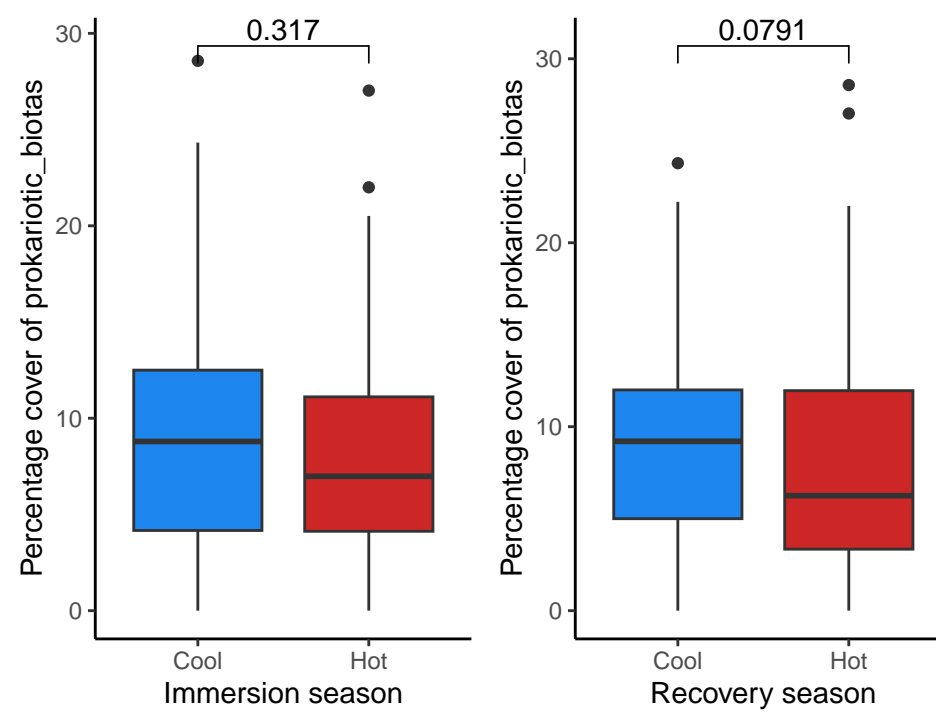 0.317
Percentage cover of prokariotic_biotas
30
20
10
0
Cool Hot
Immersion season
0.0791
Percentage cover of prokariotic_biotas
30
20
10
0
Cool Hot
Recovery season